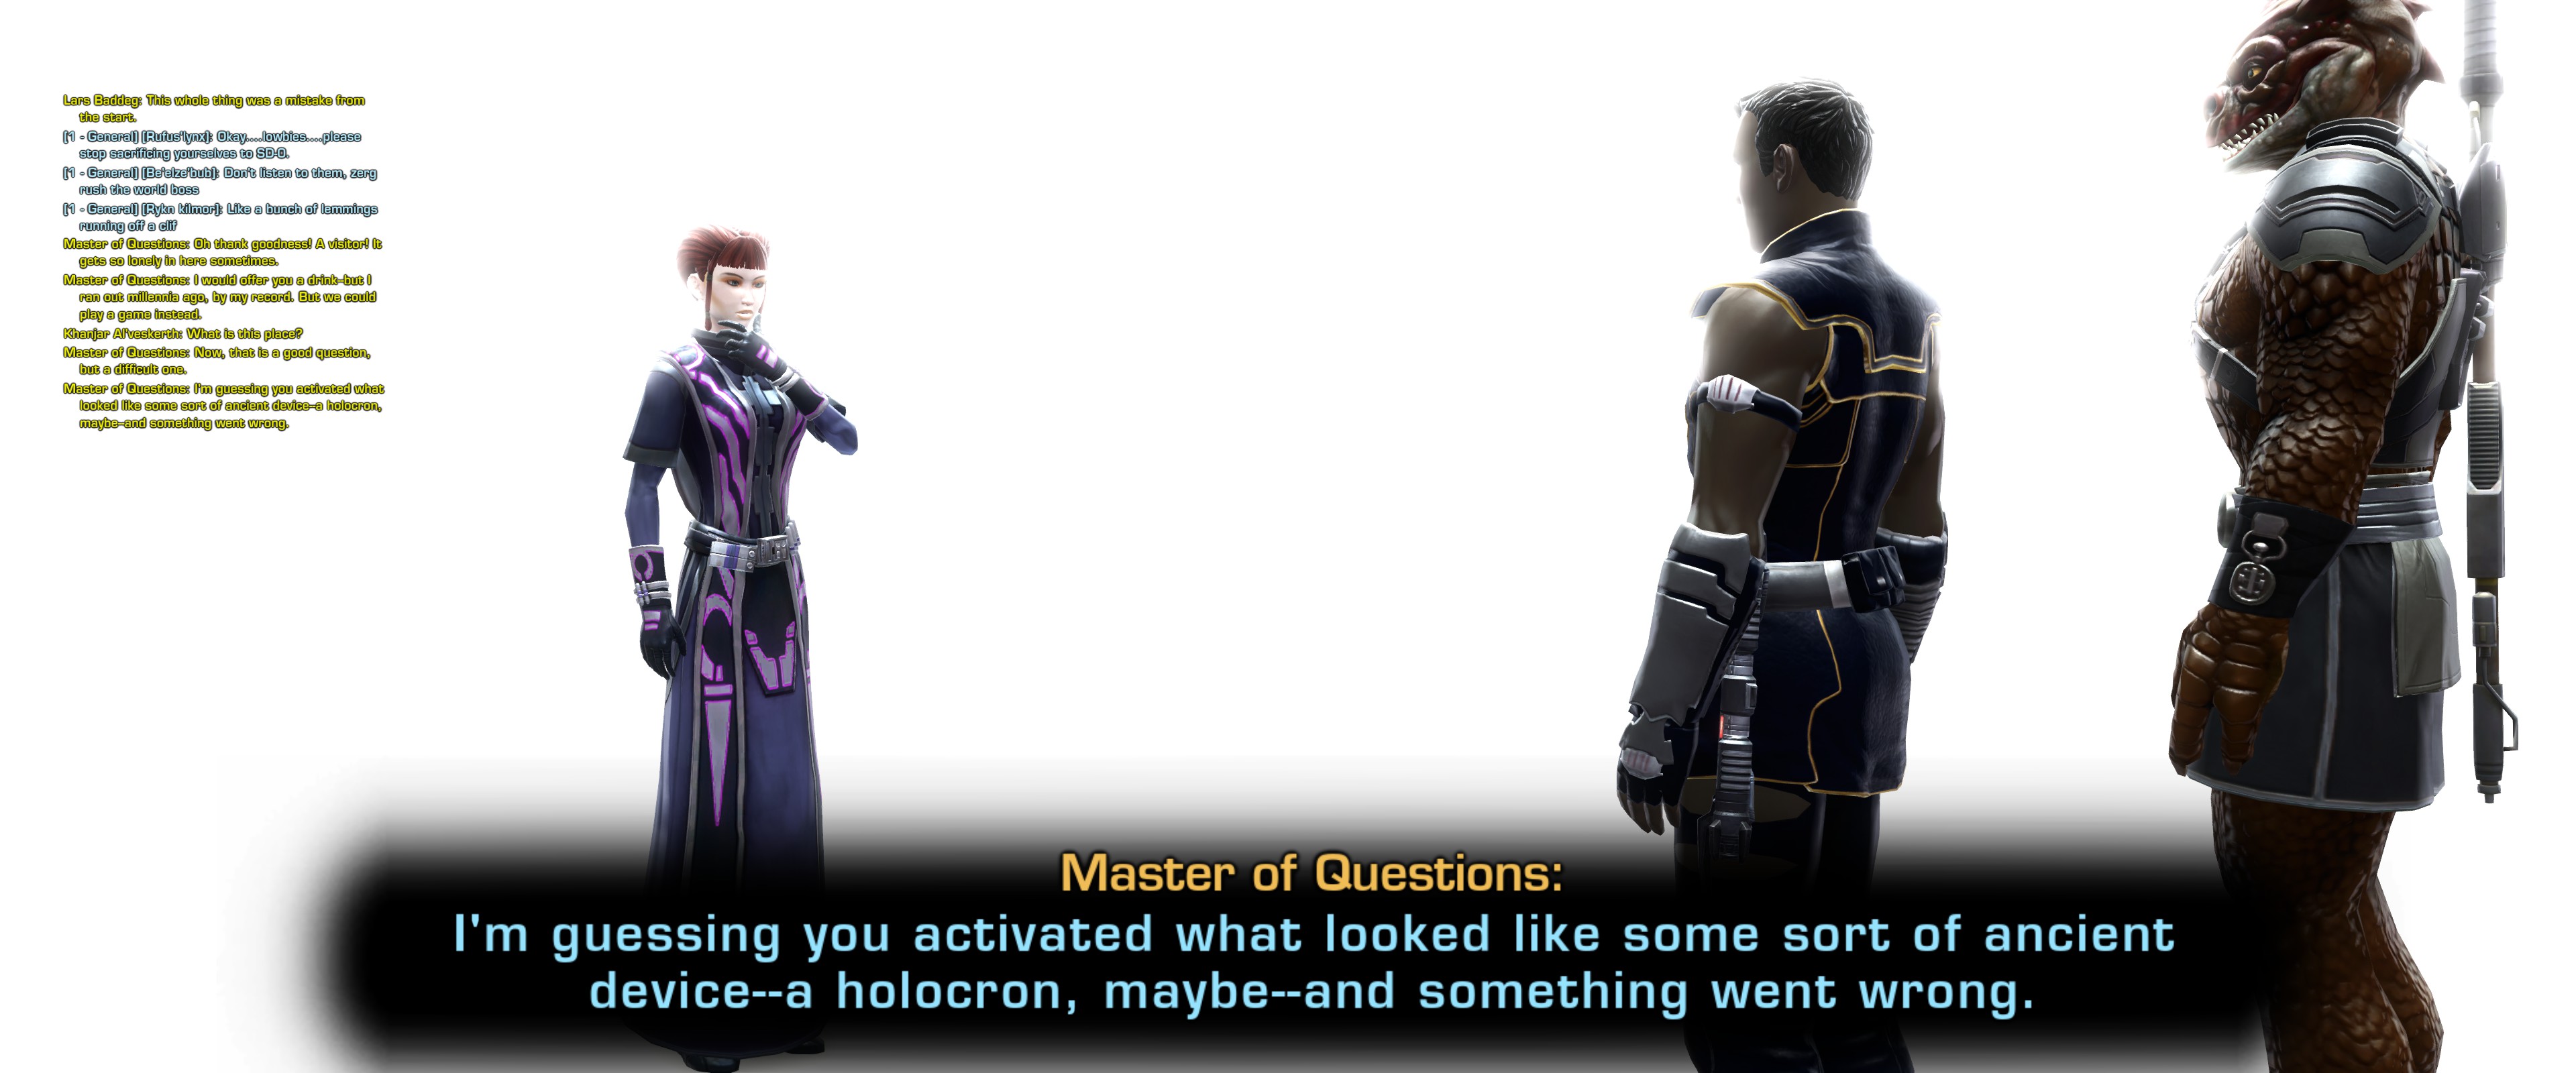 Lars Baddeg: This whole thing was a mistake from
the start.
[1 - General] [Rufus'lynx]: Okay....lowbies....please
stop sacrificing yourselves to SD-0.
[1 - General] [Be'elze'bub]: Don't listen to them, zerg
rush the world boss
[1 - General] [Rykn kilmor]: Like a bunch of lemmings
running off a clif
Master of Questions: Oh thank goodness! A visitor! It
gets so lonely in here sometimes.
Master of Questions: I would offer you a drink--but I
ran out millennia ago, by my record. But we could
play a game instead.
Khanjar Al'veskerth: What is this place?
Master of Questions: Now, that is a good question,
but a difficult one.
Master of Questions: I'm guessing you activated what
looked like some sort of ancient device--a holocron,
maybe--and something went wrong.
Master of Questions:
I'm guessing you activated what looked like some sort of ancient
device--a holocron, maybe--and something went wrong.